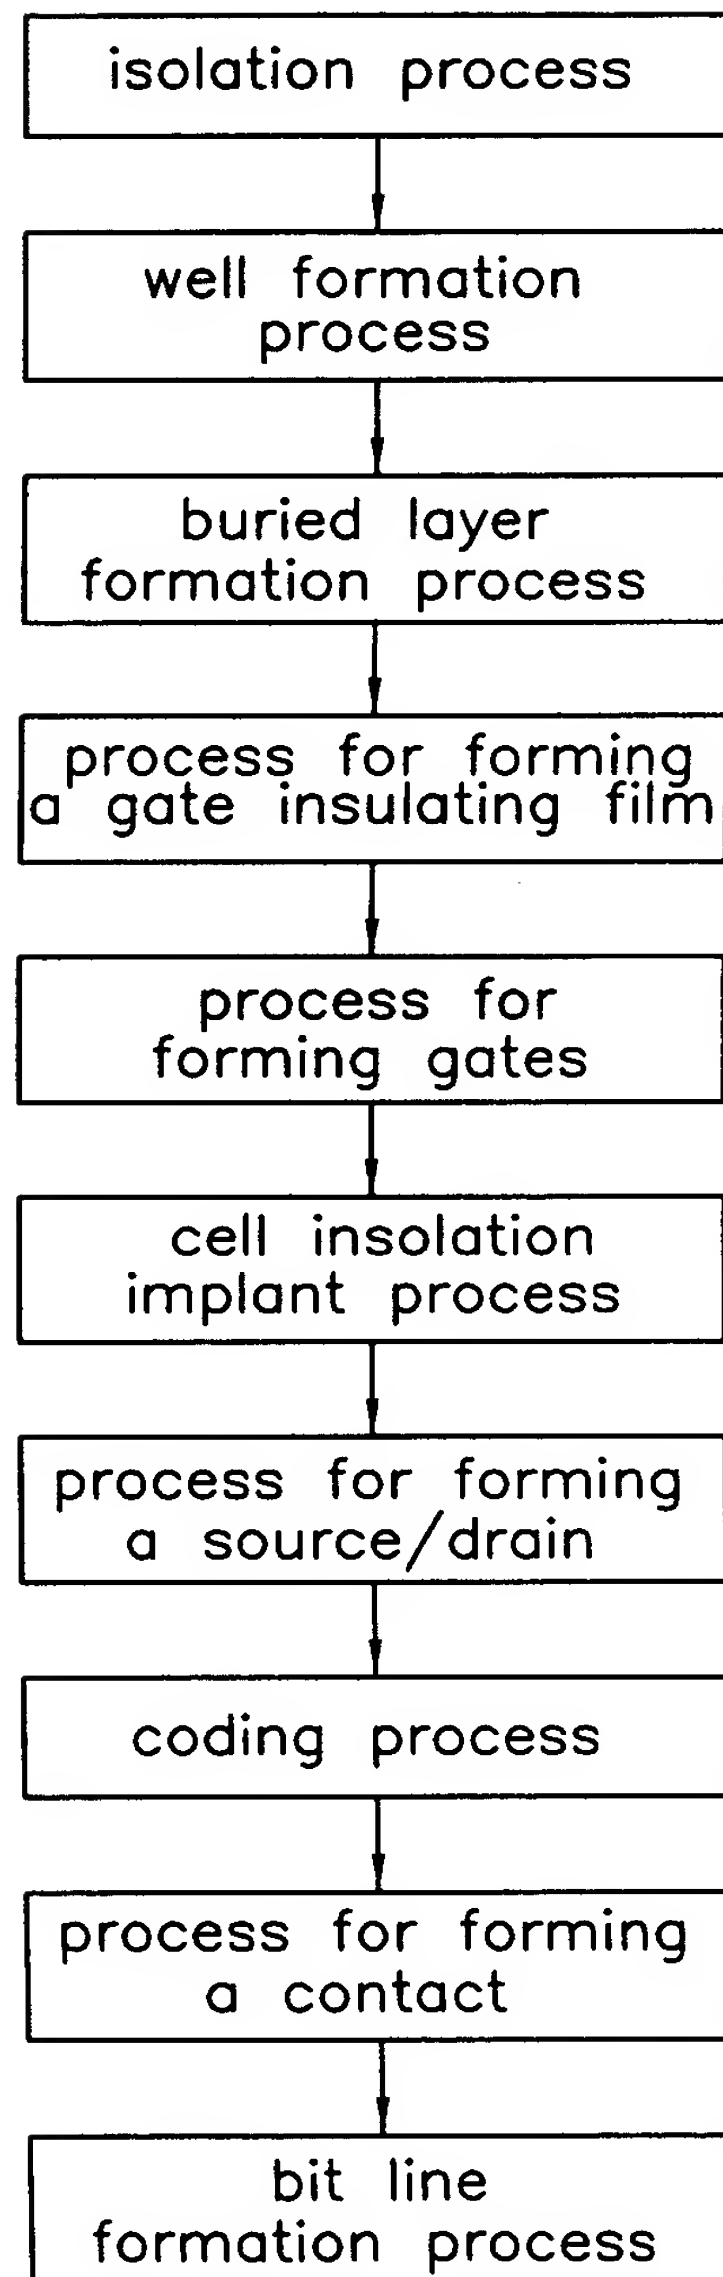 isolation process
well formation
process
buried layer
formation process
process for forming
a gate insulating film
process for
forming gates
cell insolation
implant process
process for forming
a source/drain
coding process
process for forming
a contact
bit line
formation process